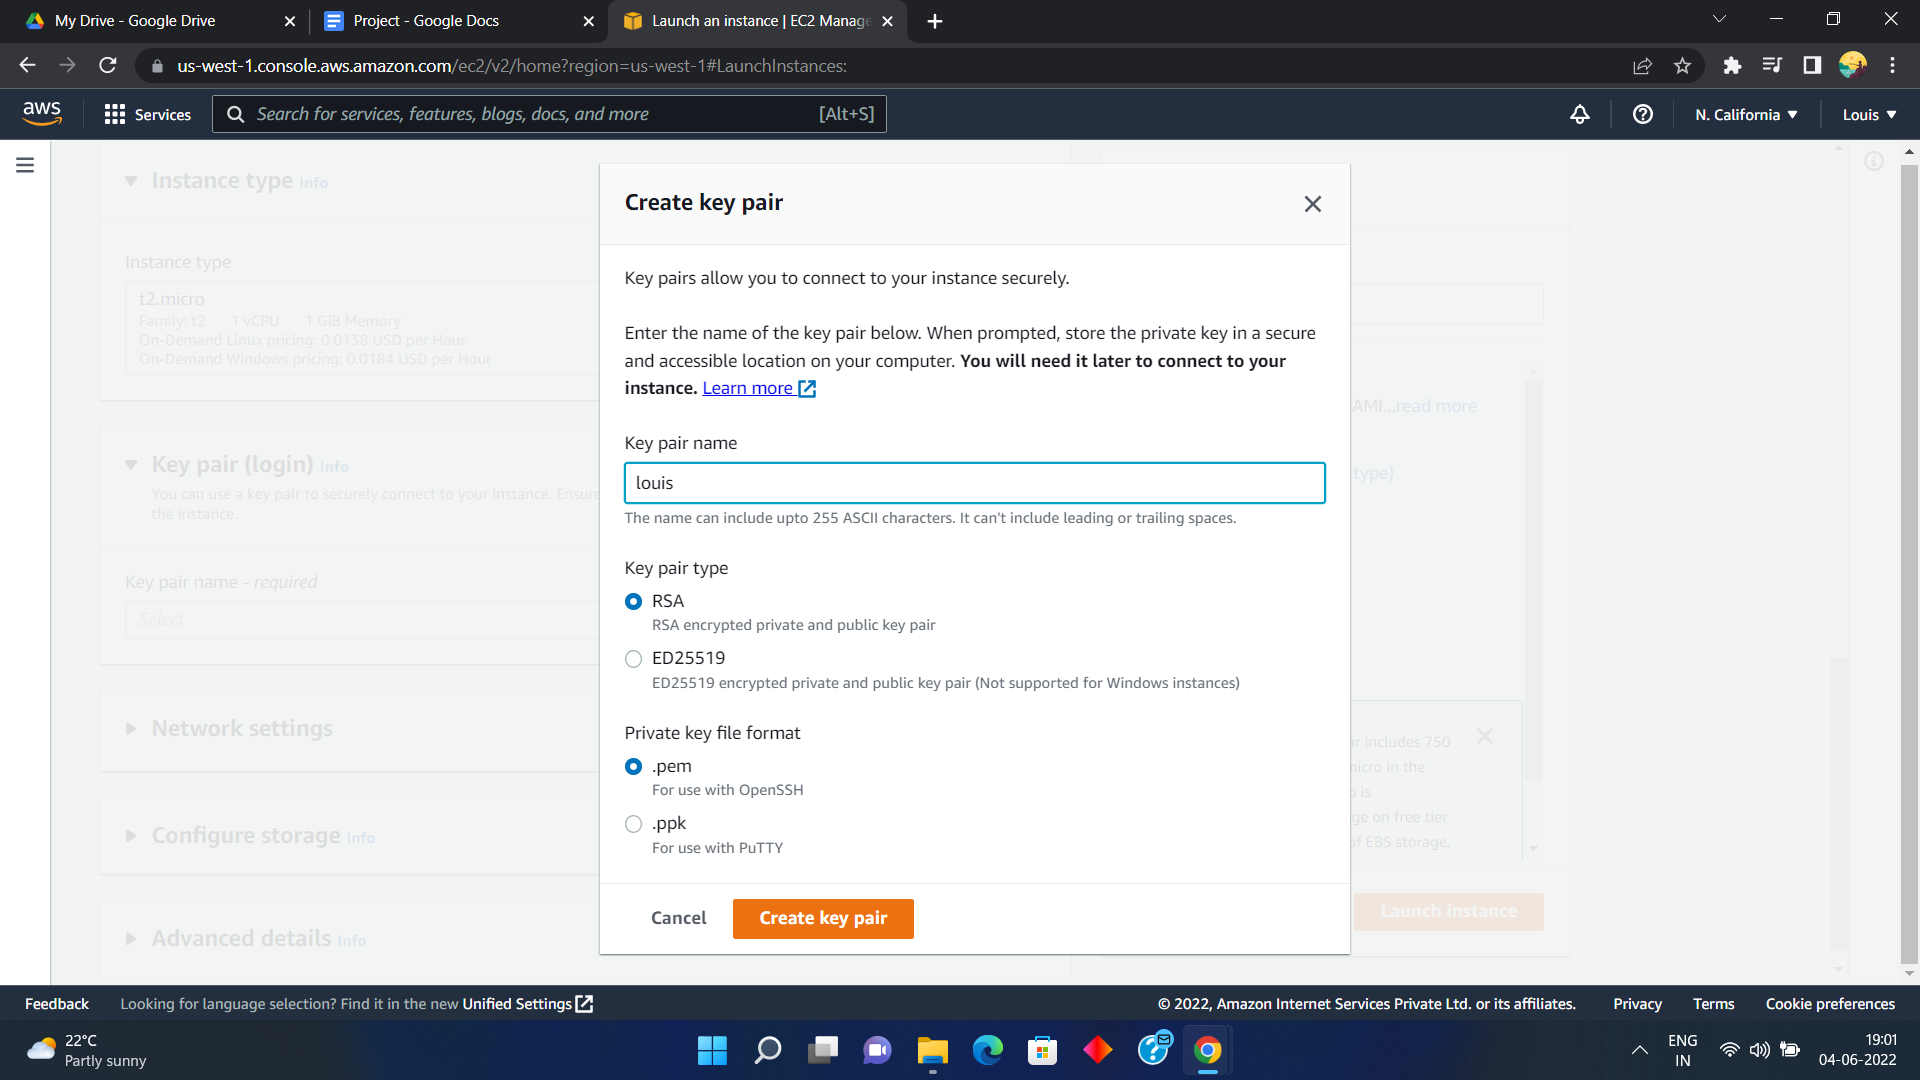 My Drive - Google Drive
Project - Google Docs
Launch an instance | EC2 Manage
us-west-1.console.aws.amazon.com/ec2/v2/home?region=us-west-1#LaunchInstances:
aws
Services
Search for services, features, blogs, docs, and more
[Alt+S]
N. California
Louis
Instance type Info
Instance type
t2.micro
Family: t2 1 vCPU 1 GiB Memory
On-Demand Linux pricing: 0.0138 USD per Hour
On-Demand Windows pricing: 0.0184 USD per Hour
Key pair (login) Info
You can use a key pair to securely connect to your instance. Ensure
the instance.
Key pair name - required
Select
Network settings
Configure storage Info
Advanced details Info
Create key pair
Key pairs allow you to connect to your instance securely.
Enter the name of the key pair below. When prompted, store the private key in a secure
and accessible location on your computer. You will need it later to connect to your
instance. Learn more
Key pair name
louis
The name can include upto 255 ASCII characters. It can't include leading or trailing spaces.
Key pair type
RSA
RSA encrypted private and public key pair
ED25519
ED25519 encrypted private and public key pair (Not supported for Windows instances)
Private key file format
.pem
For use with OpenSSH
.ppk
For use with PuTTY
Cancel
Create key pair
AMI...read more
type)
ar includes 750
micro in the
o is
ge on free tier
of EBS storage,
Launch instance
Feedback
Looking for language selection? Find it in the new Unified Settings
© 2022, Amazon Internet Services Private Ltd. or its affiliates.
Privacy
Terms
Cookie preferences
22°C
Partly sunny
ENG
IN
19:01
04-06-2022